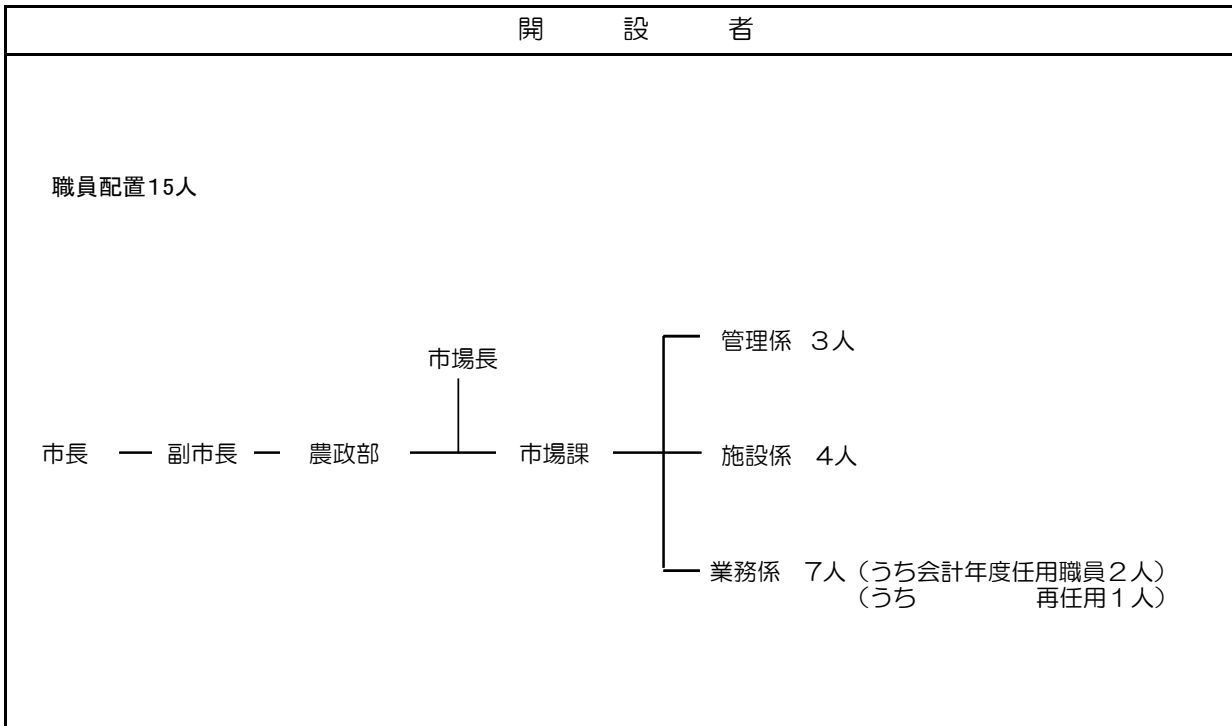 開　設　者
職員配置15人
市場長
管理係　３人
市長　副市長　農政部　市場課　施設係　4人
業務係　7人（うち会計年度任用職員２人）
（うち　　　再任用１人）